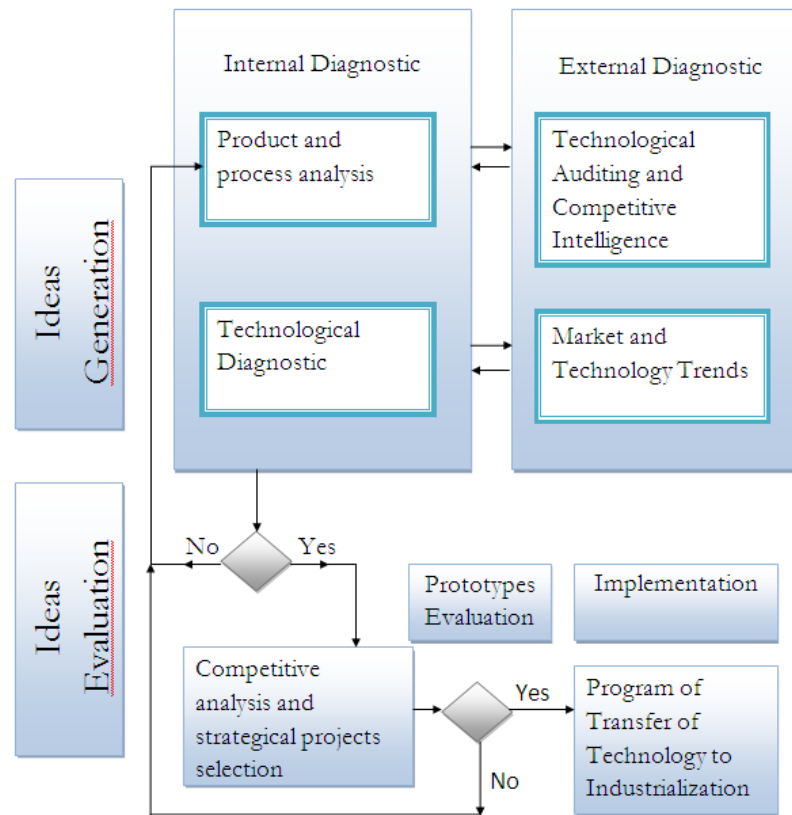 Internal Diagnostic
External Diagnostic
Product and
process analysis
Technological
Auditing and
Competitive
Intelligence
Ideas
Generation
Technological
Diagnostic
Market and
Technology Trends
Ideas
Evaluation
No
Yes
Prototypes
Evaluation
Implementation
Competitive
analysis and
strategical projects
selection
Yes
No
Program of
Transfer of
Technology to
Industrialization